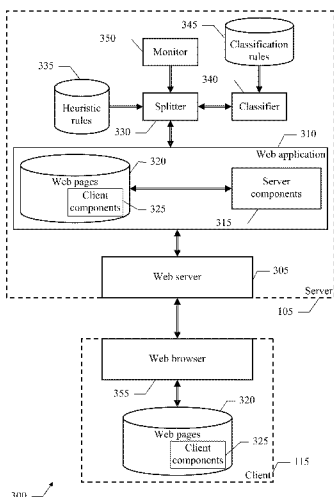 345
350
Monitor
Classification
rules
335
340
Heuristic
rules
Splitter
Classifier
330
310
Web application
320
Web pages
Client
components
325
Server
components
315
Web server
305
Server
105
Web browser
355
320
Web pages
Client
components
325
115
Client
300